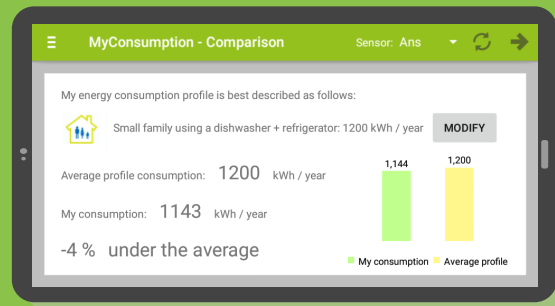 MyConsumption - Comparison Sensor: Ans
My energy consumption profile is best described as follows:
Small family using a dishwasher + refrigerator: 1200 kWh / year MODIFY
Average profile consumption: 1200 kWh / year
My consumption: 1143 kWh / year
-4 % under the average
1,144 1,200
My consumption Average profile